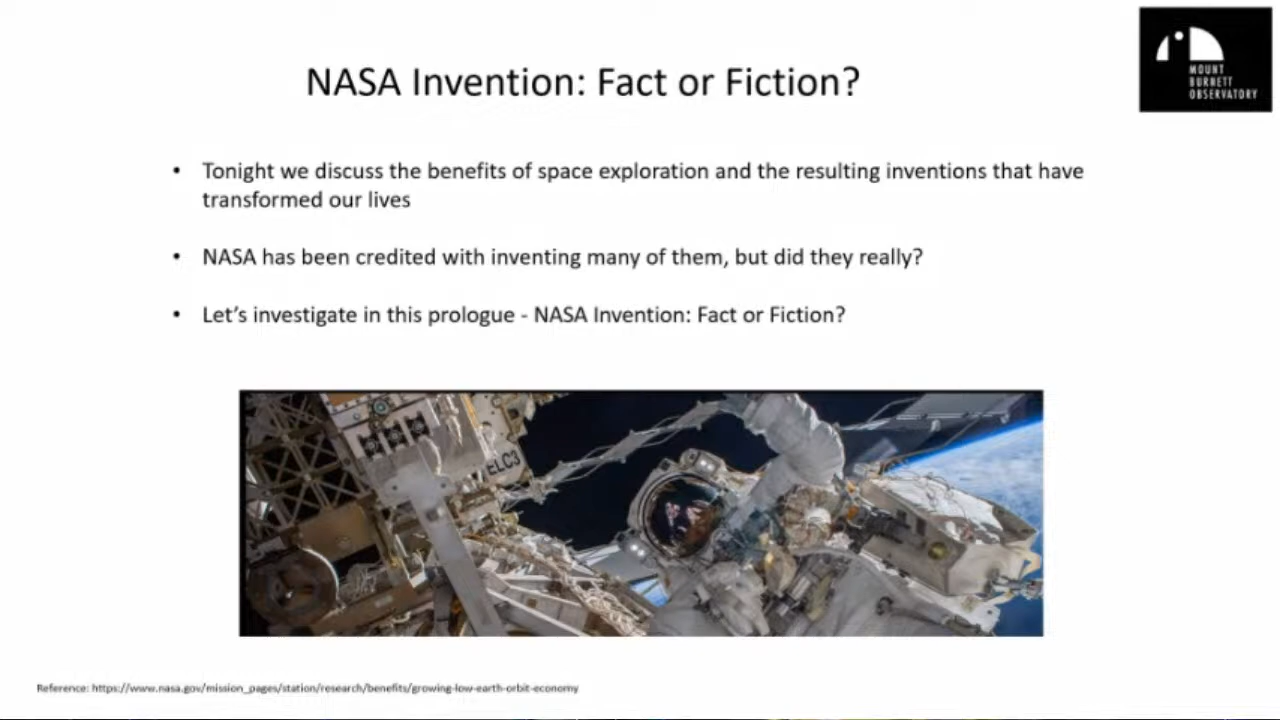 NASA Invention: Fact or Fiction?
MOUNT
BURNETT
OBSERVATORY
• Tonight we discuss the benefits of space exploration and the resulting inventions that have
transformed our lives
• NASA has been credited with inventing many of them, but did they really?
• Let’s investigate in this prologue - NASA Invention: Fact or Fiction?
ELC3
Reference: https://www.nasa.gov/mission_pages/station/research/benefits/growing-low-earth-orbit-economy